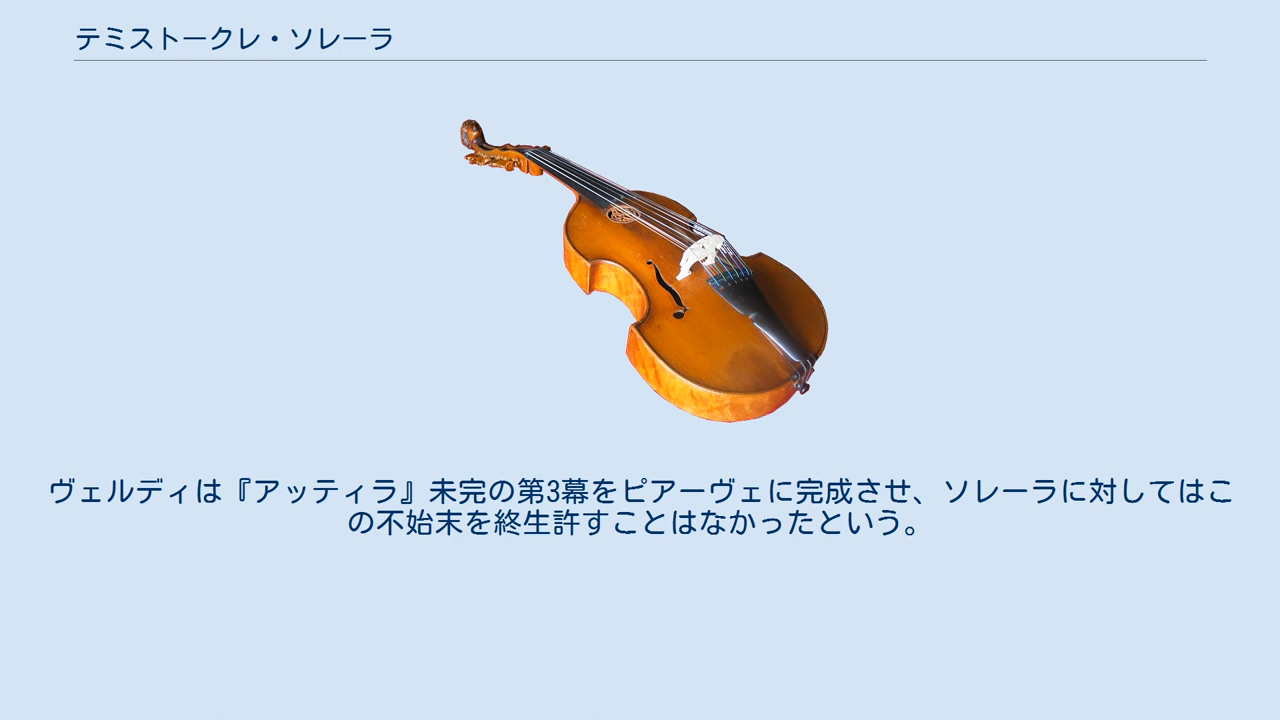 テミストークレ・ソレーラ
ヴェルディは『アッティラ』未完の第3幕をピアーヴェに完成させ、ソレーラに対してはこ
の不始末を終生許すことはなかったという。